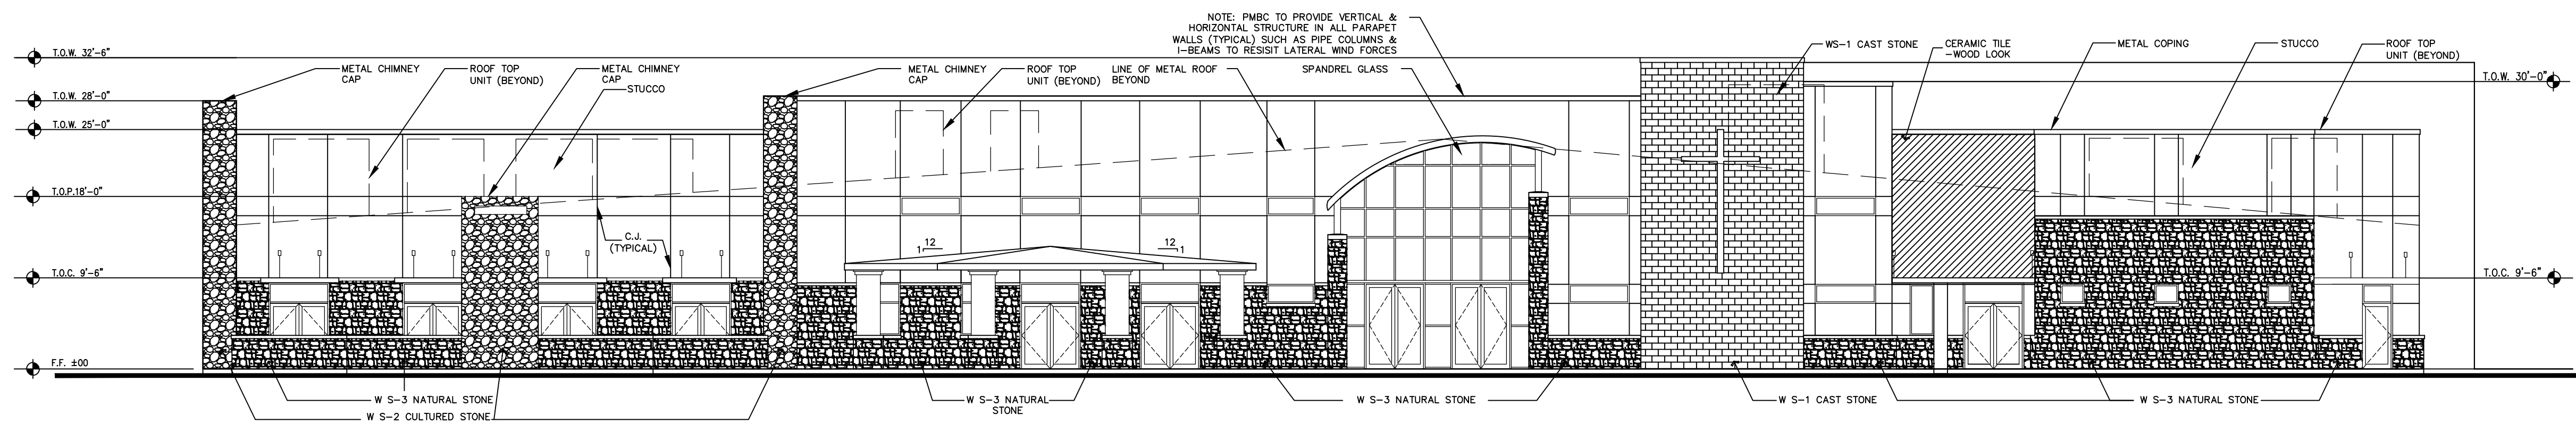 NOTE: PMBC TO PROVIDE VERTICAL &
HORIZONTAL STRUCTURE IN ALL PARAPET
WALLS (TYPICAL) SUCH AS PIPE COLUMNS &
I-BEAMS TO RESISIT LATERAL WIND FORCES
T.O.W. 32'-6"
T.O.W. 28'-0"
T.O.W. 25'-0"
T.O.P.18'-0"
T.O.C. 9'-6"
F.F. ±00
METAL CHIMNEY
CAP
ROOF TOP
UNIT (BEYOND)
METAL CHIMNEY
CAP
STUCCO
METAL CHIMNEY
CAP
ROOF TOP
UNIT (BEYOND)
LINE OF METAL ROOF
BEYOND
SPANDREL GLASS
WS-1 CAST STONE
CERAMIC TILE
-WOOD LOOK
METAL COPING
STUCCO
ROOF TOP
UNIT (BEYOND)
T.O.W. 30'-0"
T.O.C. 9'-6"
C.J.
(TYPICAL)
12
1
12
1
W S-3 NATURAL STONE
W S-2 CULTURED STONE
W S-3 NATURAL
STONE
W S-3 NATURAL STONE
W S-1 CAST STONE
W S-3 NATURAL STONE